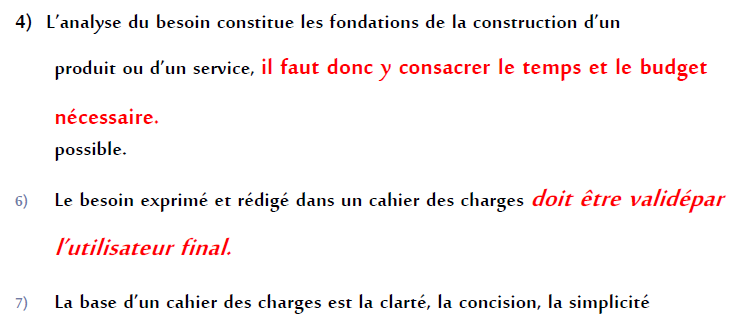 4) L'analyse du besoin constitue les fondations de la construction d'un
produit ou d'un service, il faut donc y consacrer le temps et le budget
nécessaire.
possible.
6) Le besoin exprimé et rédigé dans un cahier des charges doit être validépar
l'utilisateur final.
7) La base d'un cahier des charges est la clarté, la concision, la simplicité